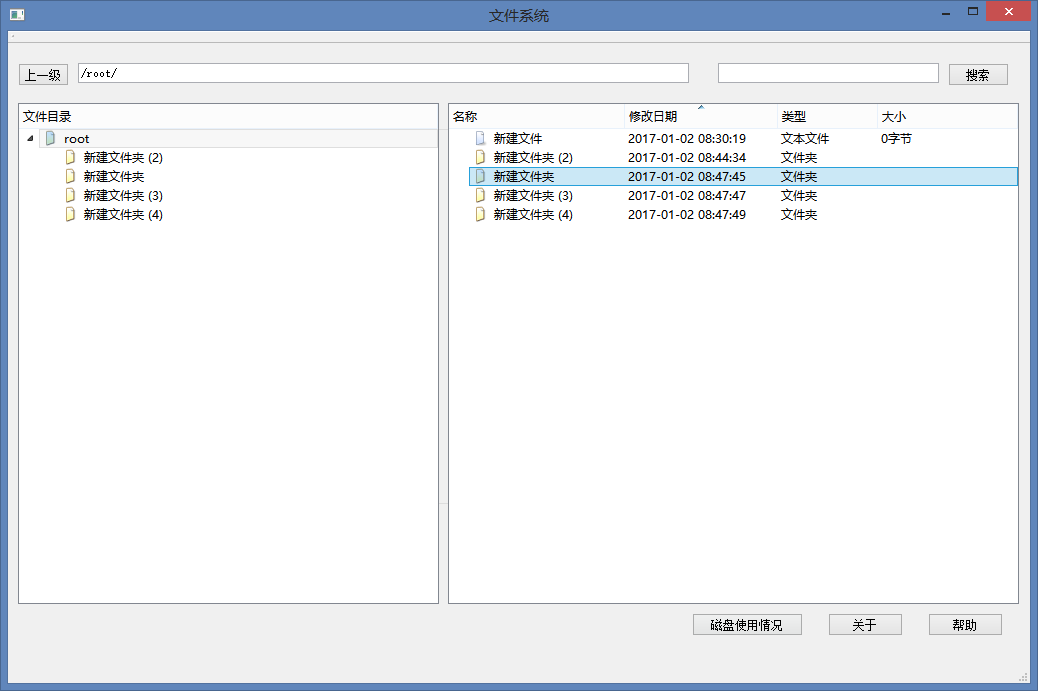 文件系统
上一级 /root/ 搜索
文件目录
root
新建文件夹 (2)
新建文件夹
新建文件夹 (3)
新建文件夹 (4)
名称 修改日期 类型 大小
新建文件 2017-01-02 08:30:19 文本文件 0字节
新建文件夹 (2) 2017-01-02 08:44:34 文件夹
新建文件夹 2017-01-02 08:47:45 文件夹
新建文件夹 (3) 2017-01-02 08:47:47 文件夹
新建文件夹 (4) 2017-01-02 08:47:49 文件夹
磁盘使用情况 关于 帮助